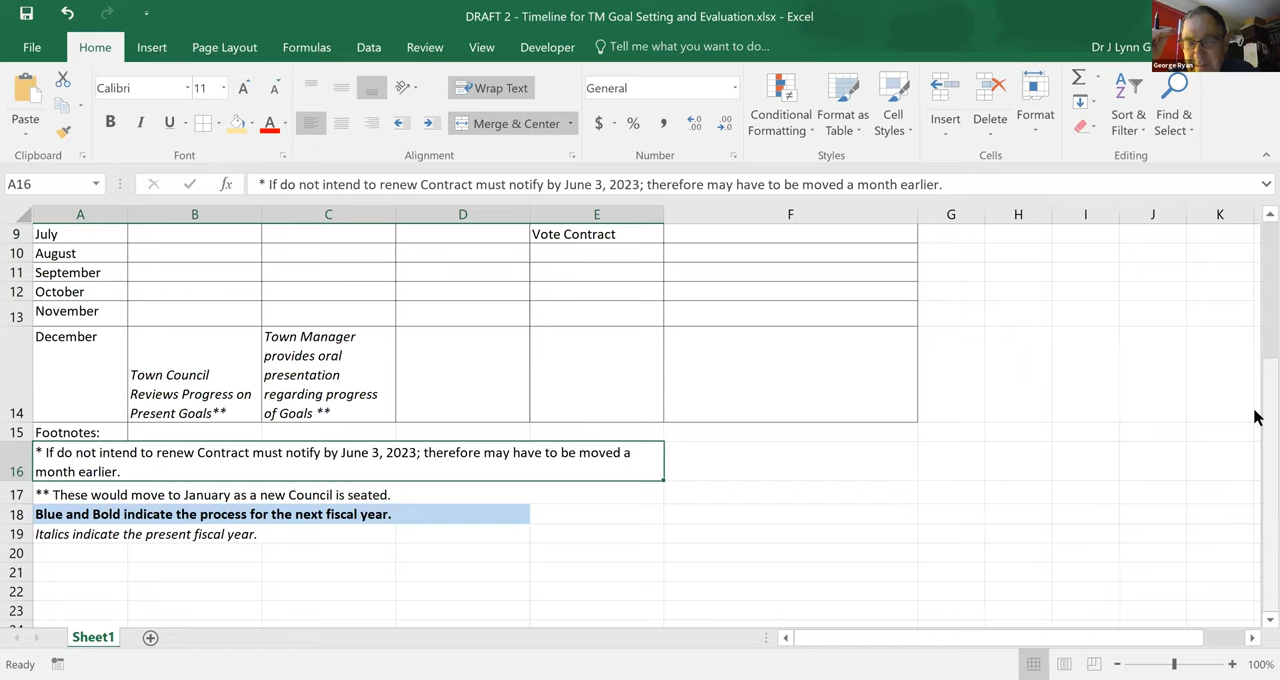 DRAFT 2 - Timeline for TM Goal Setting and Evaluation.xlsx - Excel
George Ryan
File Home Insert Page Layout Formulas Data Review View Developer Tell me what you want to do... Dr J Lynn G
Calibri 11 Wrap Text General
Paste B I U A Merge & Center $ % Conditional Formatting Format as Table Cell Styles Insert Delete Format Sort & Filter Find & Select
Clipboard Font Alignment Number Styles Cells Editing
A16 fx * If do not intend to renew Contract must notify by June 3, 2023; therefore may have to be moved a month earlier.
A B C D E F G H I J K
9 July Vote Contract
10 August
11 September
12 October
13 November
14 December
Town Council
Reviews Progress on
Present Goals**
Town Manager
provides oral
presentation
regarding progress
of Goals **
15 Footnotes:
16 * If do not intend to renew Contract must notify by June 3, 2023; therefore may have to be moved a
month earlier.
17 ** These would move to January as a new Council is seated.
18 Blue and Bold indicate the process for the next fiscal year.
19 Italics indicate the present fiscal year.
20
21
22
23
Sheet1
Ready 100%